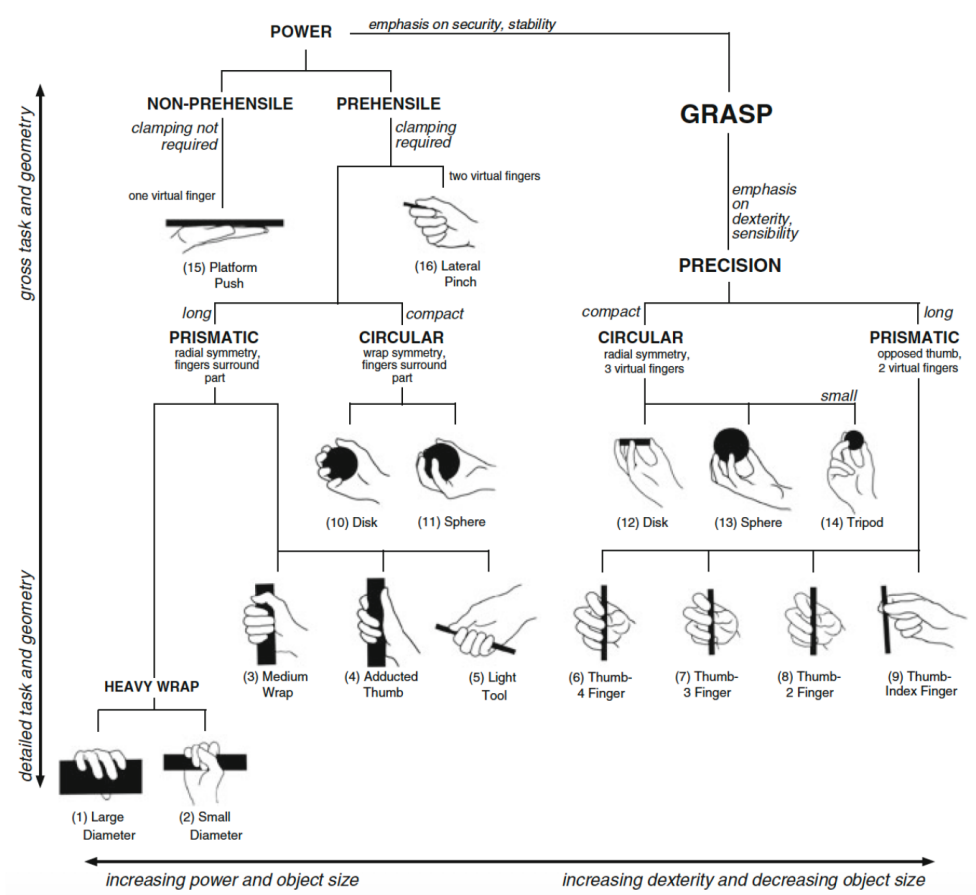 POWER
emphasis on security, stability
NON-PREHENSILE
PREHENSILE
clamping not
required
clamping
required
GRASP
one virtual finger
two virtual fingers
(15) Platform
Push
(16) Lateral
Pinch
emphasis
on
dexterity,
sensibility
PRECISION
long
compact
PRISMATIC
radial symmetry,
fingers surround
part
CIRCULAR
wrap symmetry,
fingers surround
part
compact
long
CIRCULAR
radial symmetry,
3 virtual fingers
PRISMATIC
opposed thumb,
2 virtual fingers
small
(10) Disk
(11) Sphere
(12) Disk
(13) Sphere
(14) Tripod
(3) Medium
Wrap
(4) Adducted
Thumb
(5) Light
Tool
(6) Thumb-
4 Finger
(7) Thumb-
3 Finger
(8) Thumb-
2 Finger
(9) Thumb-
Index Finger
HEAVY WRAP
(1) Large
Diameter
(2) Small
Diameter
gross task and geometry
detailed task and geometry
increasing power and object size
increasing dexterity and decreasing object size